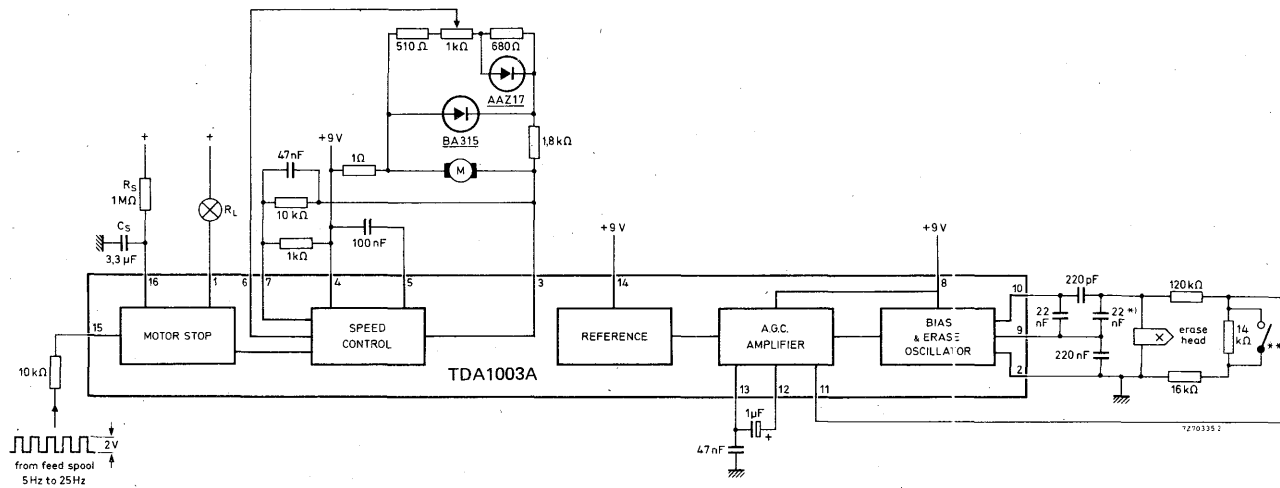 510Ω
1kΩ
680Ω
AAZ17
BA315
+9V
1Ω
M
1,8kΩ
47nF
10kΩ
1kΩ
100nF
+
+
RS
1MΩ
RL
CS
3,3µF
16
1
6
7
4
5
3
14
8
10
9
2
15
13
12
11
+9V
+9V
MOTOR STOP
SPEED CONTROL
REFERENCE
A.G.C. AMPLIFIER
BIAS & ERASE OSCILLATOR
TDA1003A
220pF
22 nF
22 *) nF
220nF
120kΩ
erase head
14 kΩ
**
16kΩ
10kΩ
2V
from feed spool
5Hz to 25Hz
1µF
+
47nF
7Z70335.2